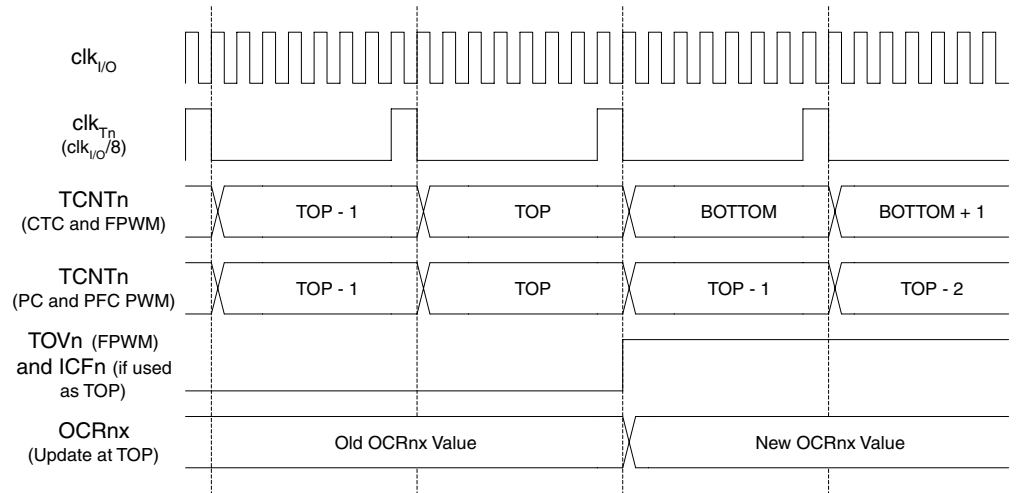 clkI/O
clkTn
(clkI/O/8)
TCNTn
(CTC and FPWM)
TOP - 1
TOP
BOTTOM
BOTTOM + 1
TCNTn
(PC and PFC PWM)
TOP - 1
TOP
TOP - 1
TOP - 2
TOVn (FPWM)
and ICFn (if used
as TOP)
OCRnx
(Update at TOP)
Old OCRnx Value
New OCRnx Value